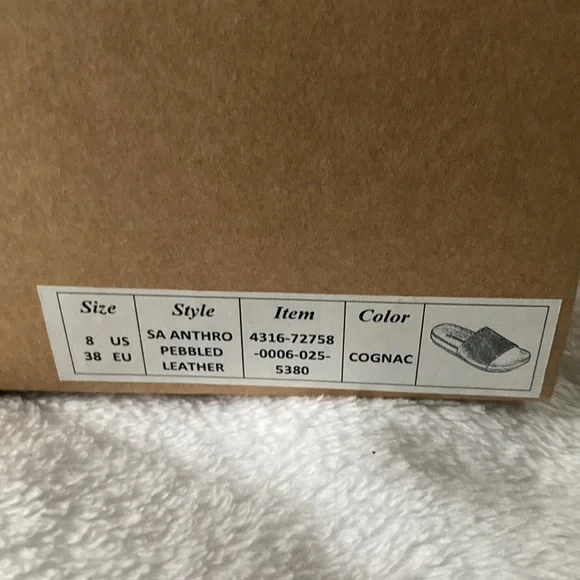 Size Style Item Color
8 US
38 EU
SA ANTHRO
PEBBLED
LEATHER
4316-72758
-0006-025-
5380
COGNAC